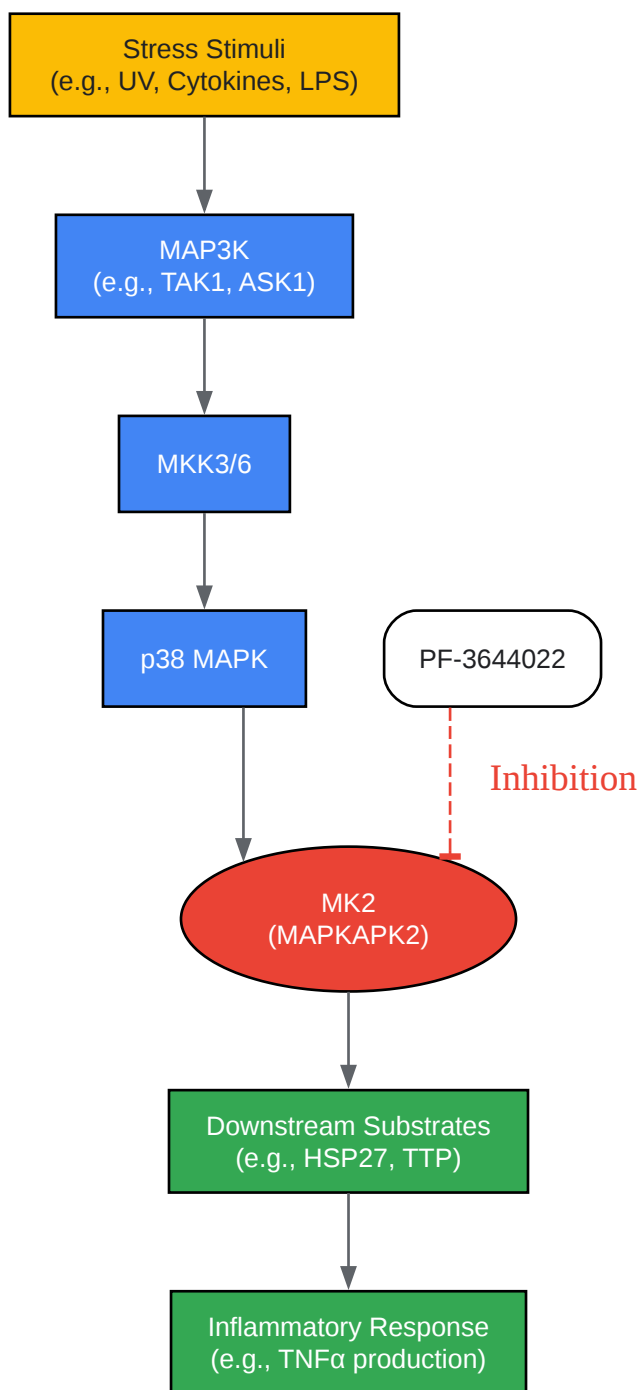 Stress Stimuli
(e.g., UV, Cytokines, LPS)
MAP3K
(e.g., TAK1, ASK1)
MKK3/6
p38 MAPK
PF-3644022
Inhibition
MK2
(MAPKAPK2)
Downstream Substrates
(e.g., HSP27, TTP)
Inflammatory Response
(e.g., TNFα production)